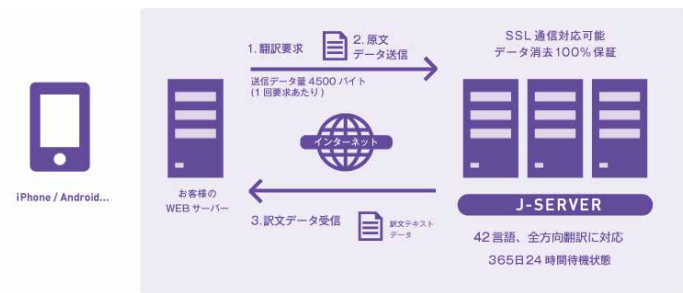 1. 翻訳要求
2. 原文
データ送信
送信データ量 4500 バイト
(1 回要求あたり)
SSL 通信対応可能
データ消去100%保証
インターネット
iPhone / Android...
お客様の
WEB サーバー
3.訳文データ受信
訳文テキスト
データ
J-SERVER
42言語、全方向翻訳に対応
365日24 時間待機状態